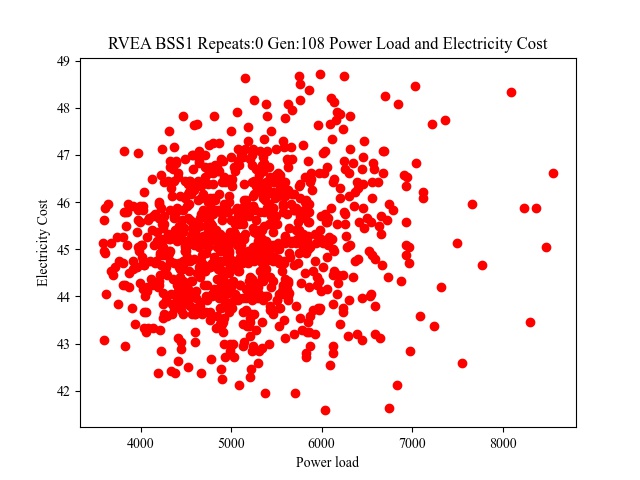 RVEA BSS1 Repeats:0 Gen:108 Power Load and Electricity Cost
49
48
47
46
45
44
43
42
Electricity Cost
4000 5000 6000 7000 8000
Power load